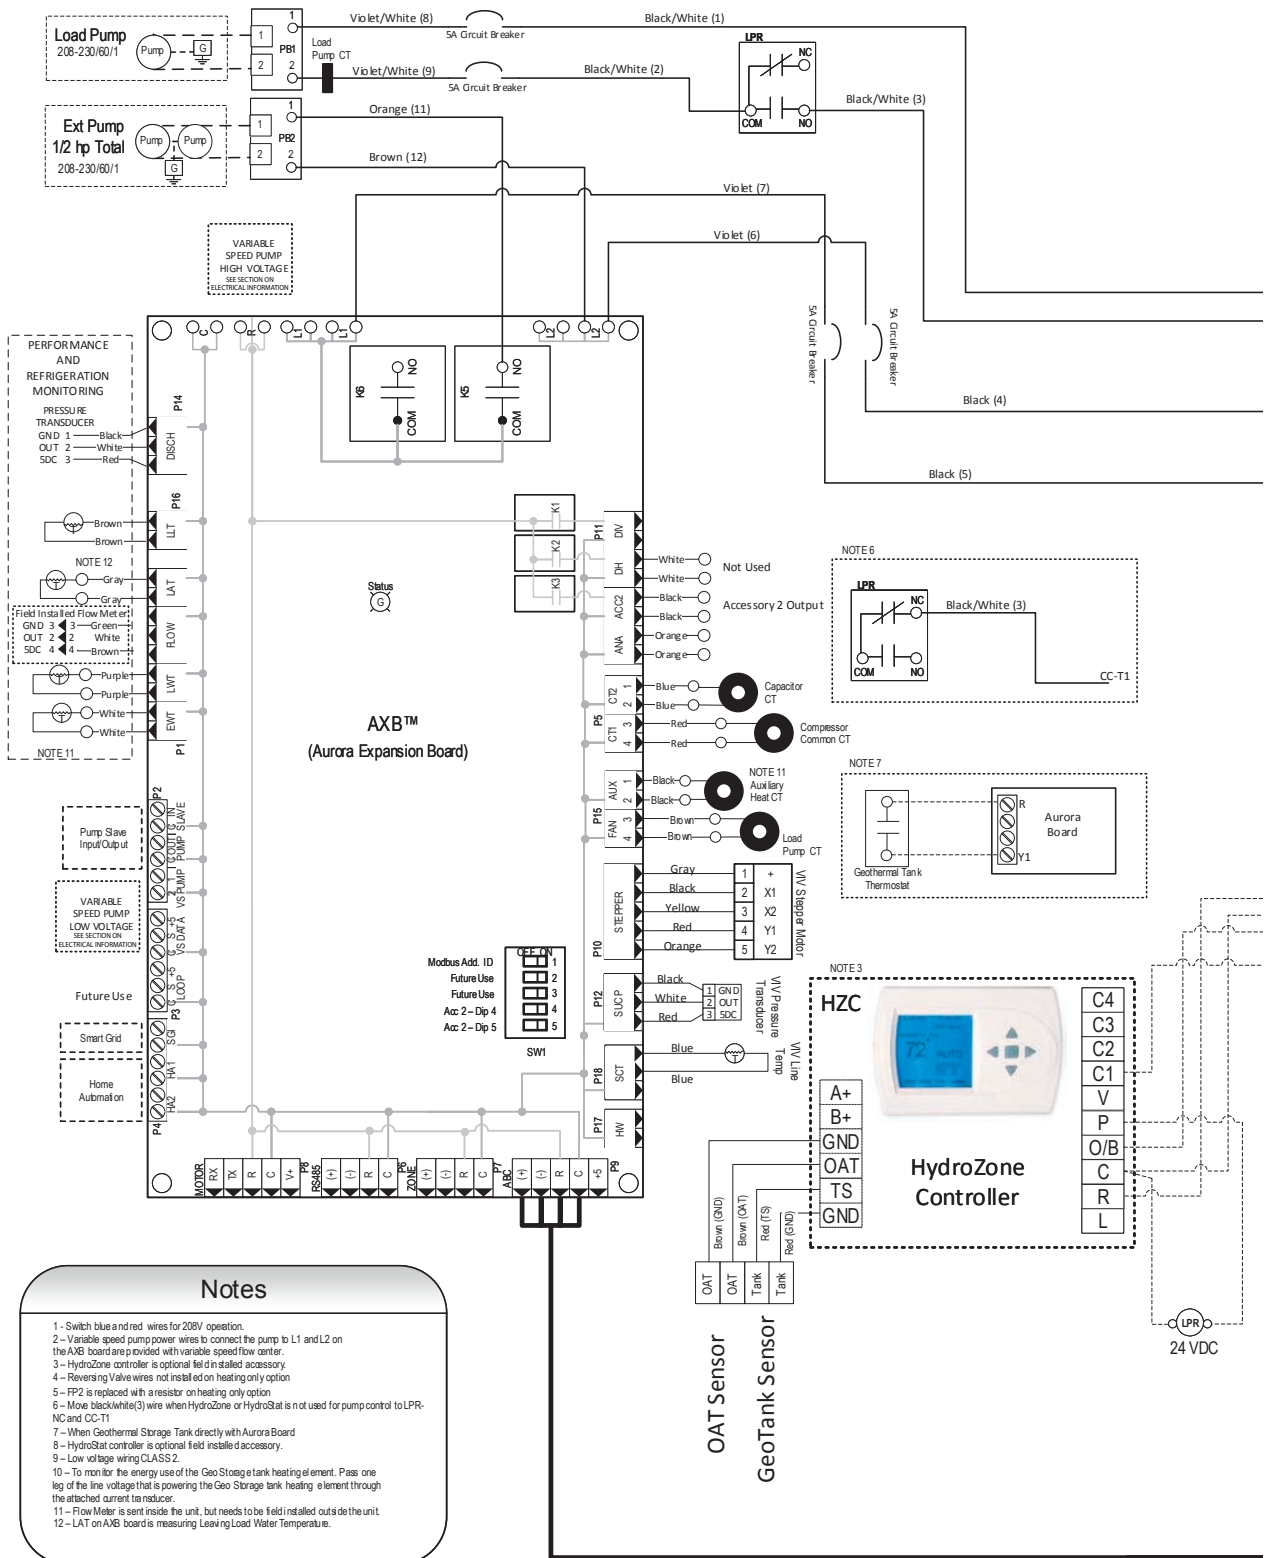 Load Pump
208-230/60/1
Pump
G
1
2
1
PB1
2
Load
Pump CT
Violet/White (8)
5A Circuit Breaker
Black/White (1)
Violet/White (9)
5A Circuit Breaker
Black/White (2)
LPR
NC
COM
NO
Black/White (3)
Ext Pump
1/2 hp Total
208-230/60/1
Pump
Pump
G
1
2
1
PB2
2
Orange (11)
Brown (12)
Violet (7)
Violet (6)
VARIABLE
SPEED PUMP
HIGH VOLTAGE
SEE SECTION ON
ELECTRICAL INFORMATION
5A Circuit Breaker
5A Circuit Breaker
Black (4)
Black (5)
C
R
L1
L1
L2
L2
K6
NO
COM
K5
NO
COM
PERFORMANCE
AND
REFRIGERATION
MONITORING
PRESSURE
TRANSDUCER
GND 1 Black
OUT 2 White
5DC 3 Red
P14
DISCH
P16
Brown
Brown
LLT
NOTE 12
Gray
Gray
LAT
Field Installed Flow Meter
GND 3 3 Green
OUT 2 2 White
5DC 4 4 Brown
FLOW
Purple
Purple
LWT
White
White
EWT
NOTE 11
P1
K1
K2
K3
Status
G
AXB™
(Aurora Expansion Board)
P11
DIV
DH
ACC2
ANA
White
White
Not Used
Black
Black
Accessory 2 Output
Orange
Orange
P5
CT2
1
2
CT1
3
4
Blue
Blue
Capacitor
CT
Red
Red
Compressor
Common CT
P15
AUX
1
2
FAN
3
4
Black
Black
NOTE 11
Auxiliary
Heat CT
Brown
Brown
Load
Pump CT
NOTE 6
LPR
NC
COM
NO
Black/White (3)
CC-T1
NOTE 7
Geothermal Tank
Thermostat
R
Y1
Aurora
Board
P2
Pump Slave
Input/Output
IN
G
OUT
G
PUMP SLAVE
1
2
VS PUMP
VARIABLE
SPEED PUMP
LOW VOLTAGE
SEE SECTION ON
ELECTRICAL INFORMATION
+5
S
G
VS DATA
Future Use
+5
S
G
LOOP
P3
Smart Grid
SGI
Home
Automation
HA1
HA2
P4
P10
STEPPER
Gray
Black
Yellow
Red
Orange
1 +
2 X1
3 X2
4 Y1
5 Y2
VIV Stepper Motor
OFF ON
Modbus Add. ID 1
Future Use 2
Future Use 3
Acc 2 – Dip 4 4
Acc 2 – Dip 5 5
SW1
P12
SUCP
Black
White
Red
1 GND
2 OUT
3 5DC
VIV Pressure
Transducer
P18
SCT
Blue
Blue
VIV Line
Temp
P17
HW
MOTOR
RX
TX
R
C
V+
P8
RS485
(+)
(-)
R
C
P6
ZONE
(+)
(-)
R
C
P7
ABC
(+)
(-)
R
C
+5
P9
NOTE 3
HZC
72°
AUTO
A+
B+
GND
OAT
TS
GND
HydroZone
Controller
C4
C3
C2
C1
V
P
O/B
C
R
L
Brown (GND)
Brown (OAT)
Red (TS)
Red (GND)
OAT
OAT
Tank
Tank
OAT Sensor
GeoTank Sensor
LPR
24 VDC
Notes
1 - Switch blue and red wires for 208V operation.
2 – Variable speed pump power wires to connect the pump to L1 and L2 on
the AXB board are provided with variable speed flow center.
3 – HydroZone controller is optional field installed accessory.
4 – Reversing Valve wires not installed on heating only option
5 – FP2 is replaced with a resistor on heating only option
6 – Move black/white(3) wire when HydroZone or HydroStat is not used for pump control to LPR-
NC and CC-T1
7 – When Geothermal Storage Tank directly with Aurora Board
8 – HydroStat controller is optional field installed accessory.
9 – Low voltage wiring CLASS 2.
10 – To monitor the energy use of the Geo Storage tank heating element. Pass one
leg of the line voltage that is powering the Geo Storage tank heating element through
the attached current transducer.
11 – Flow Meter is sent inside the unit, but needs to be field installed outside the unit.
12 – LAT on AXB board is measuring Leaving Load Water Temperature.